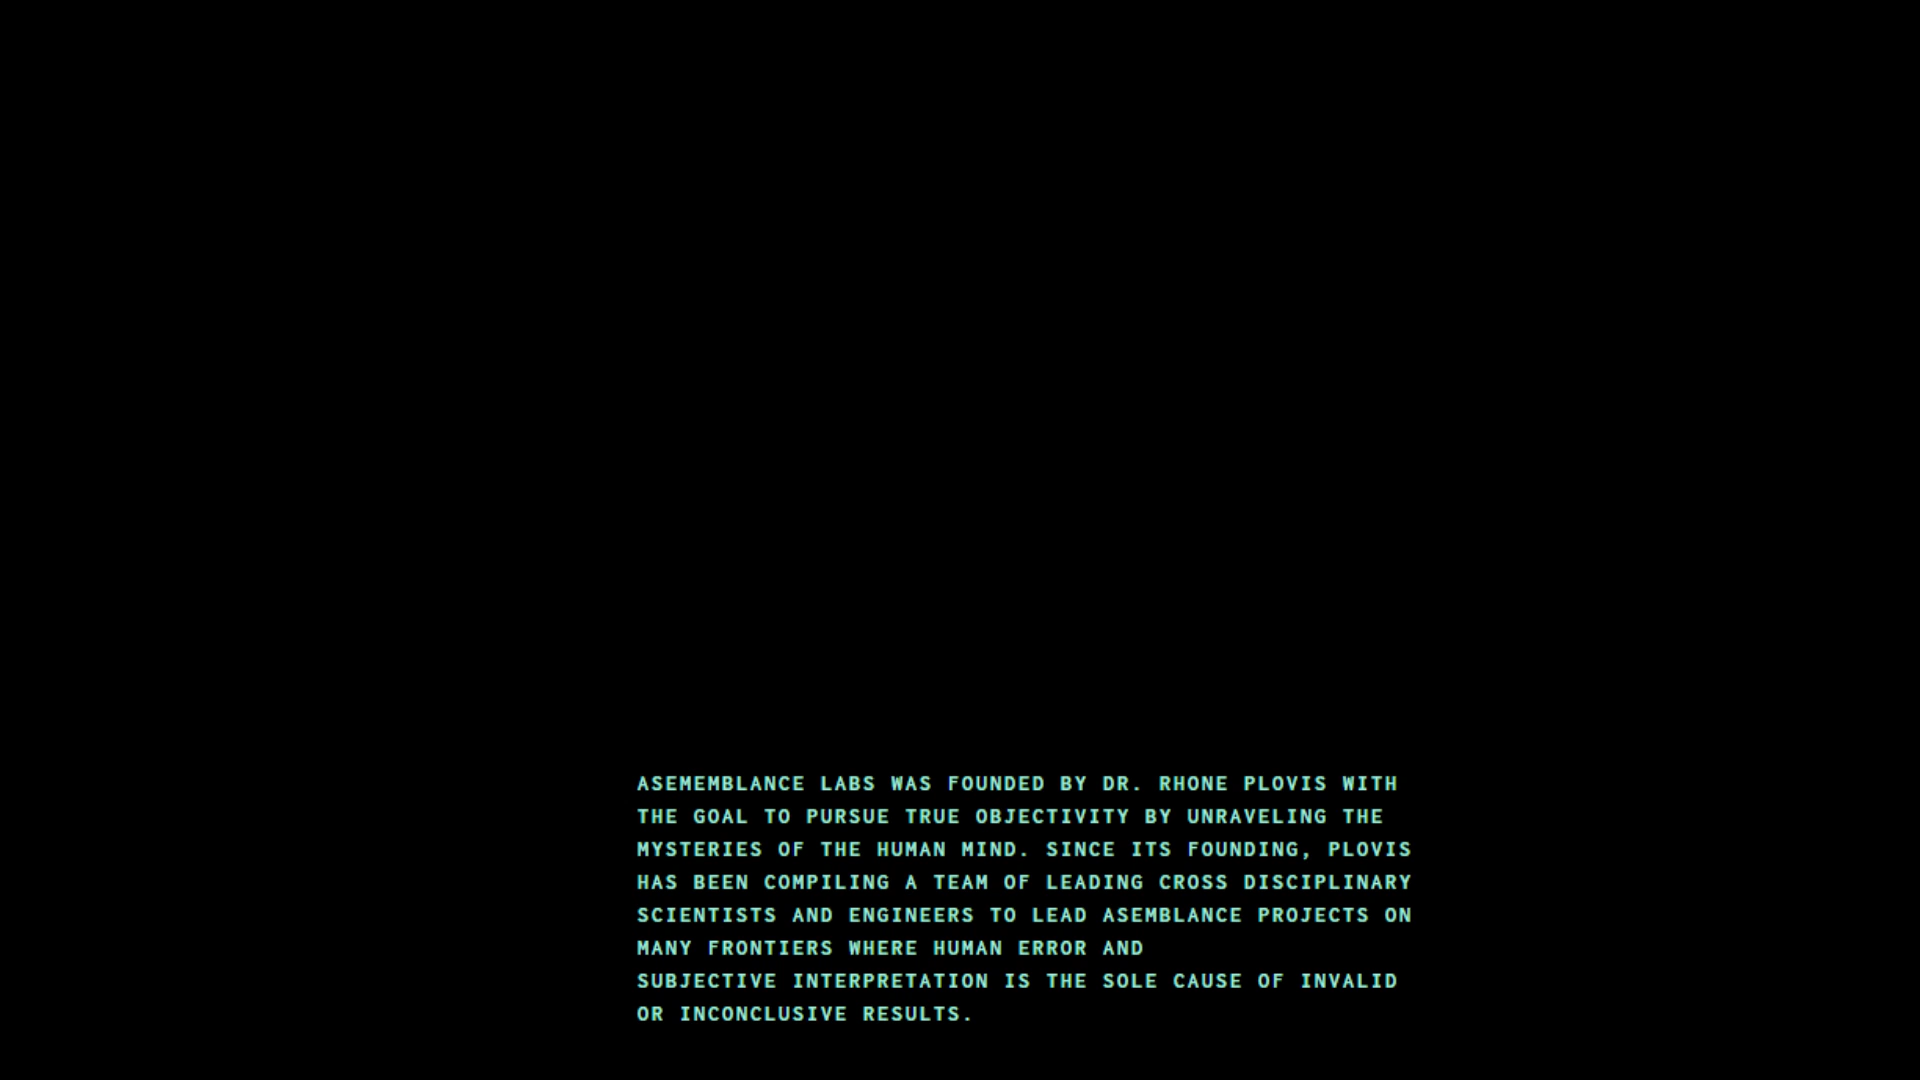 ASEMEMBLANCE LABS WAS FOUNDED BY DR. RHONE PLOVIS WITH
THE GOAL TO PURSUE TRUE OBJECTIVITY BY UNRAVELING THE
MYSTERIES OF THE HUMAN MIND. SINCE ITS FOUNDING, PLOVIS
HAS BEEN COMPILING A TEAM OF LEADING CROSS DISCIPLINARY
SCIENTISTS AND ENGINEERS TO LEAD ASEMBLANCE PROJECTS ON
MANY FRONTIERS WHERE HUMAN ERROR AND
SUBJECTIVE INTERPRETATION IS THE SOLE CAUSE OF INVALID
OR INCONCLUSIVE RESULTS.